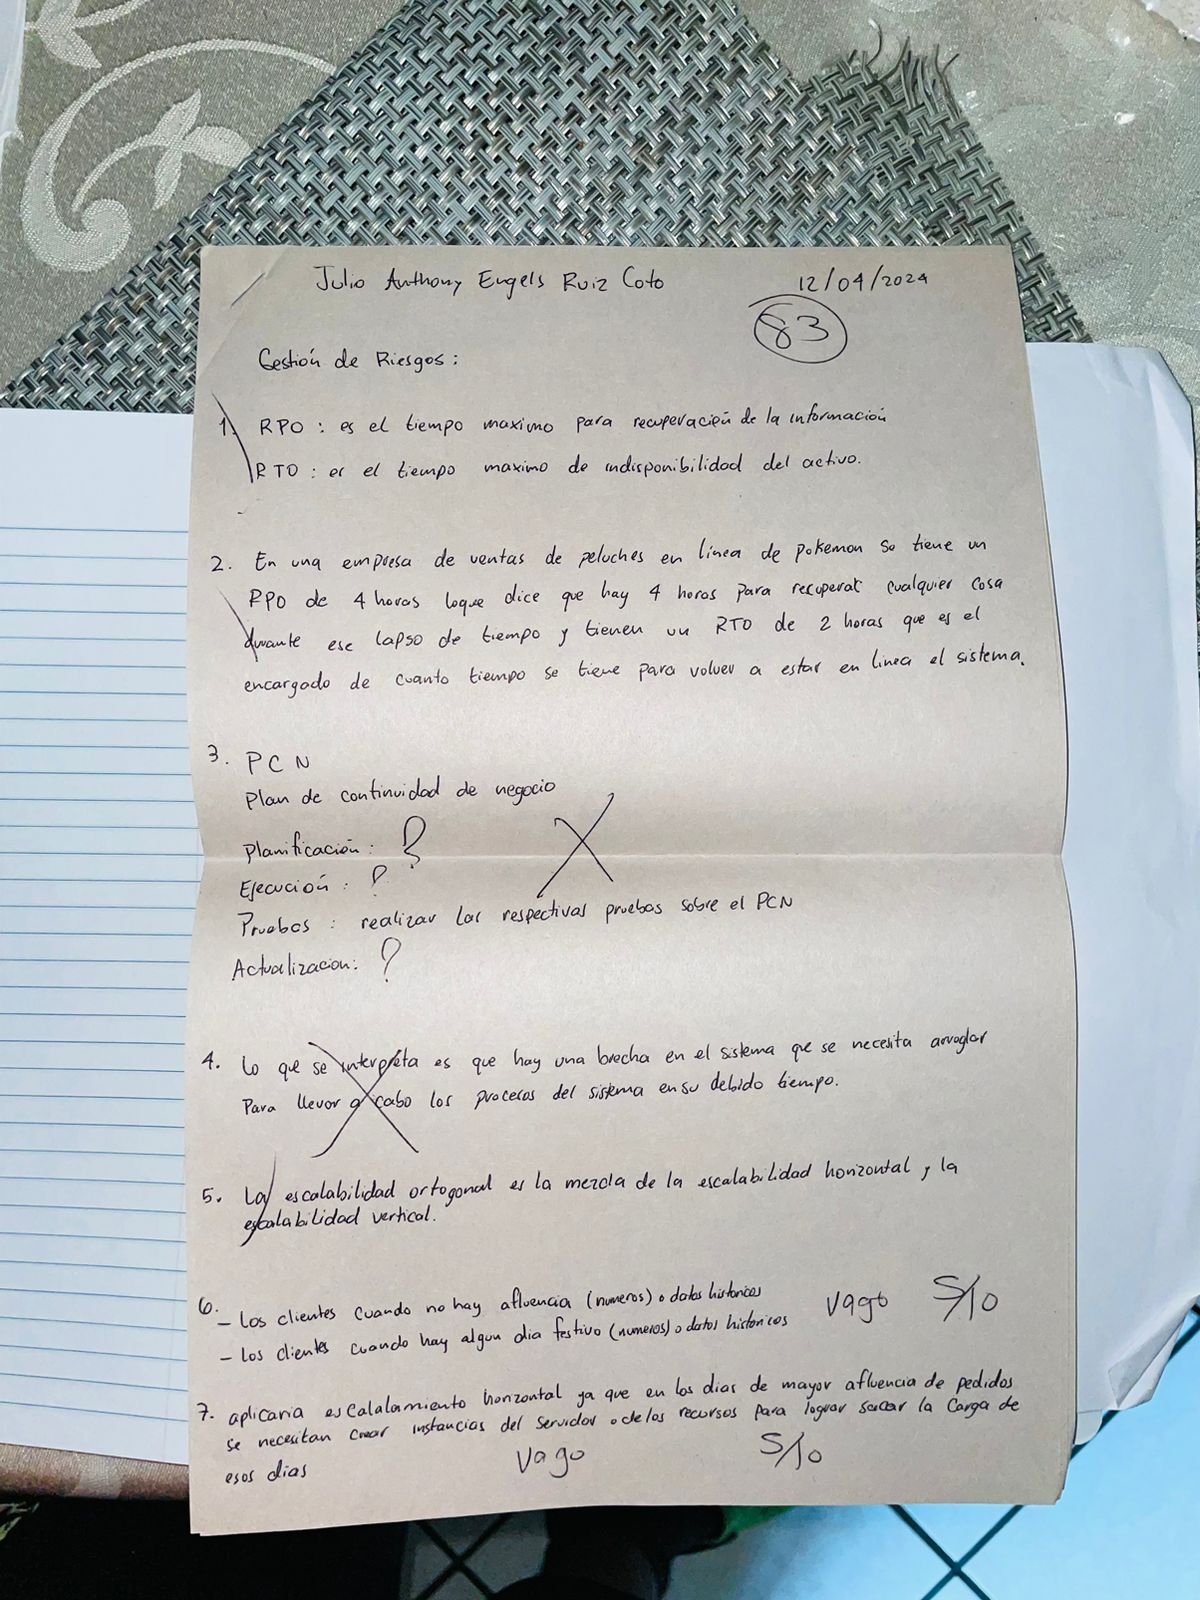 Julio Anthony Engels Ruiz Coto 12/04/2024
83
Gestión de Riesgos:
1. RPO : es el tiempo maximo para recuperación de la información
RTO : es el tiempo maximo de indisponibilidad del activo.
2. En una empresa de ventas de peluches en línea de pokemon se tiene un
RPO de 4 horas loque dice que hay 4 horas para recuperar cualquier cosa
durante ese lapso de tiempo y tienen un RTO de 2 horas que es el
encargado de cuanto tiempo se tiene para volver a estar en linea el sistema.
3. PCN
Plan de continuidad de negocio
Planificación: ?
Ejecución: ?
Pruebas : realizar las respectivas pruebas sobre el PCN
Actualizacion: ?
4. lo que se interpreta es que hay una brecha en el sistema que se necesita arreglar
Para llevar a cabo los procesos del sistema en su debido tiempo.
5. La escalabilidad ortogonal es la mezcla de la escalabilidad horizontal y la
escalabilidad vertical.
6. - Los clientes cuando no hay afluencia (numeros) o datos historicos
- los clientes cuando hay algun dia festivo (numeros) o datos historicos
Vago 5/10
7. aplicaria escalalamiento horizontal ya que en los dias de mayor afluencia de pedidos
se necesitan crear instancias del servidor o de los recursos para lograr sacar la carga de
esos dias
Vago 5/10